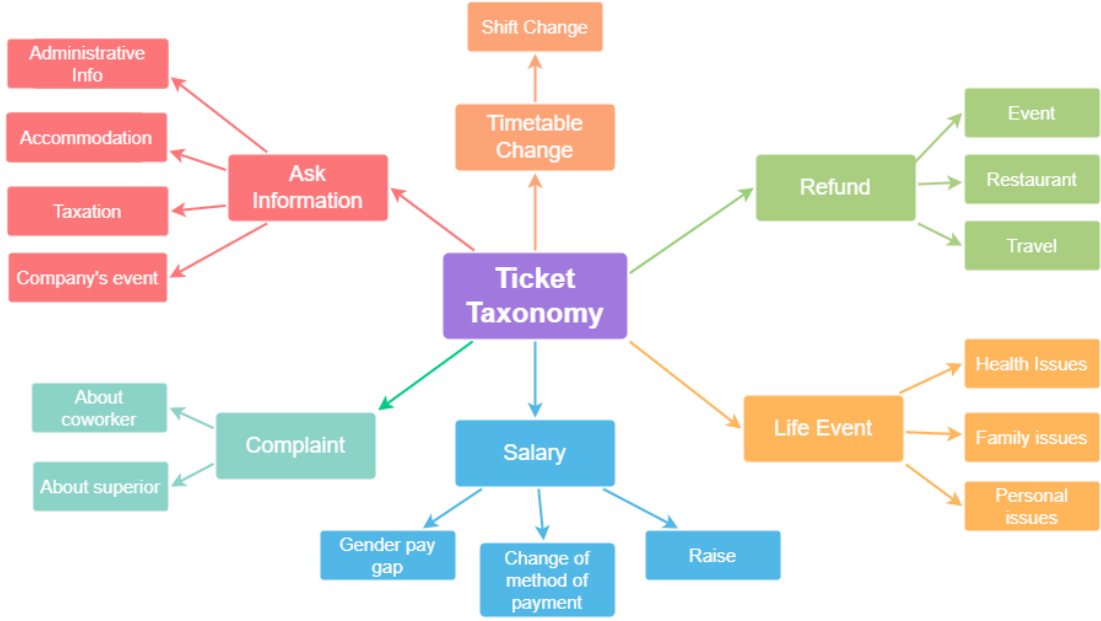 Shift Change
Timetable
Change
Administrative
Info
Accommodation
Taxation
Company's event
Ask
Information
Refund
Event
Restaurant
Travel
Ticket
Taxonomy
About
coworker
About superior
Complaint
Salary
Gender pay
gap
Change of
method of
payment
Raise
Life Event
Health Issues
Family issues
Personal
issues